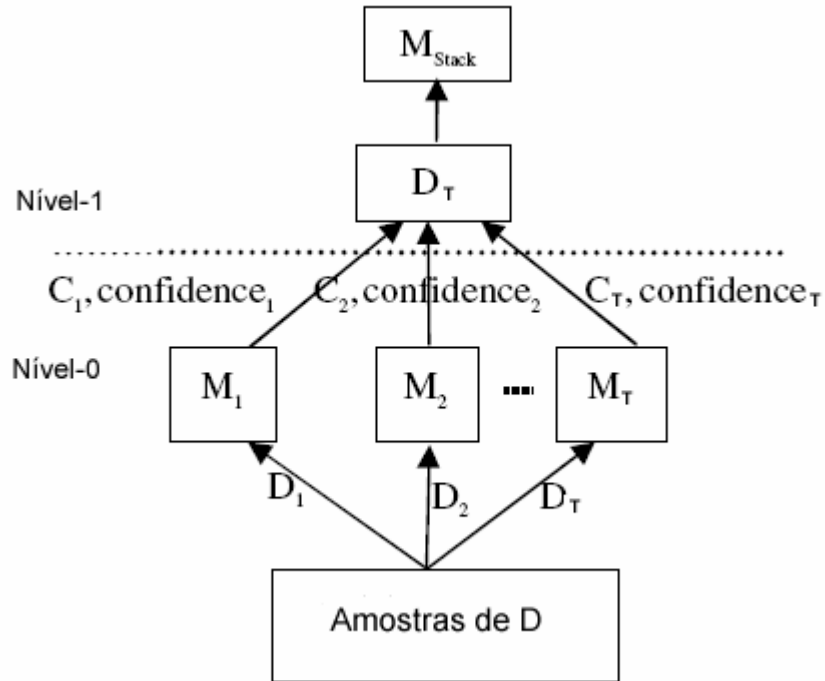 M_Stack
D_T
Nível-1
C_1, confidence_1 C_2, confidence_2 C_T, confidence_T
Nível-0
M_1 M_2 .... M_T
D_1 D_2 D_T
Amostras de D